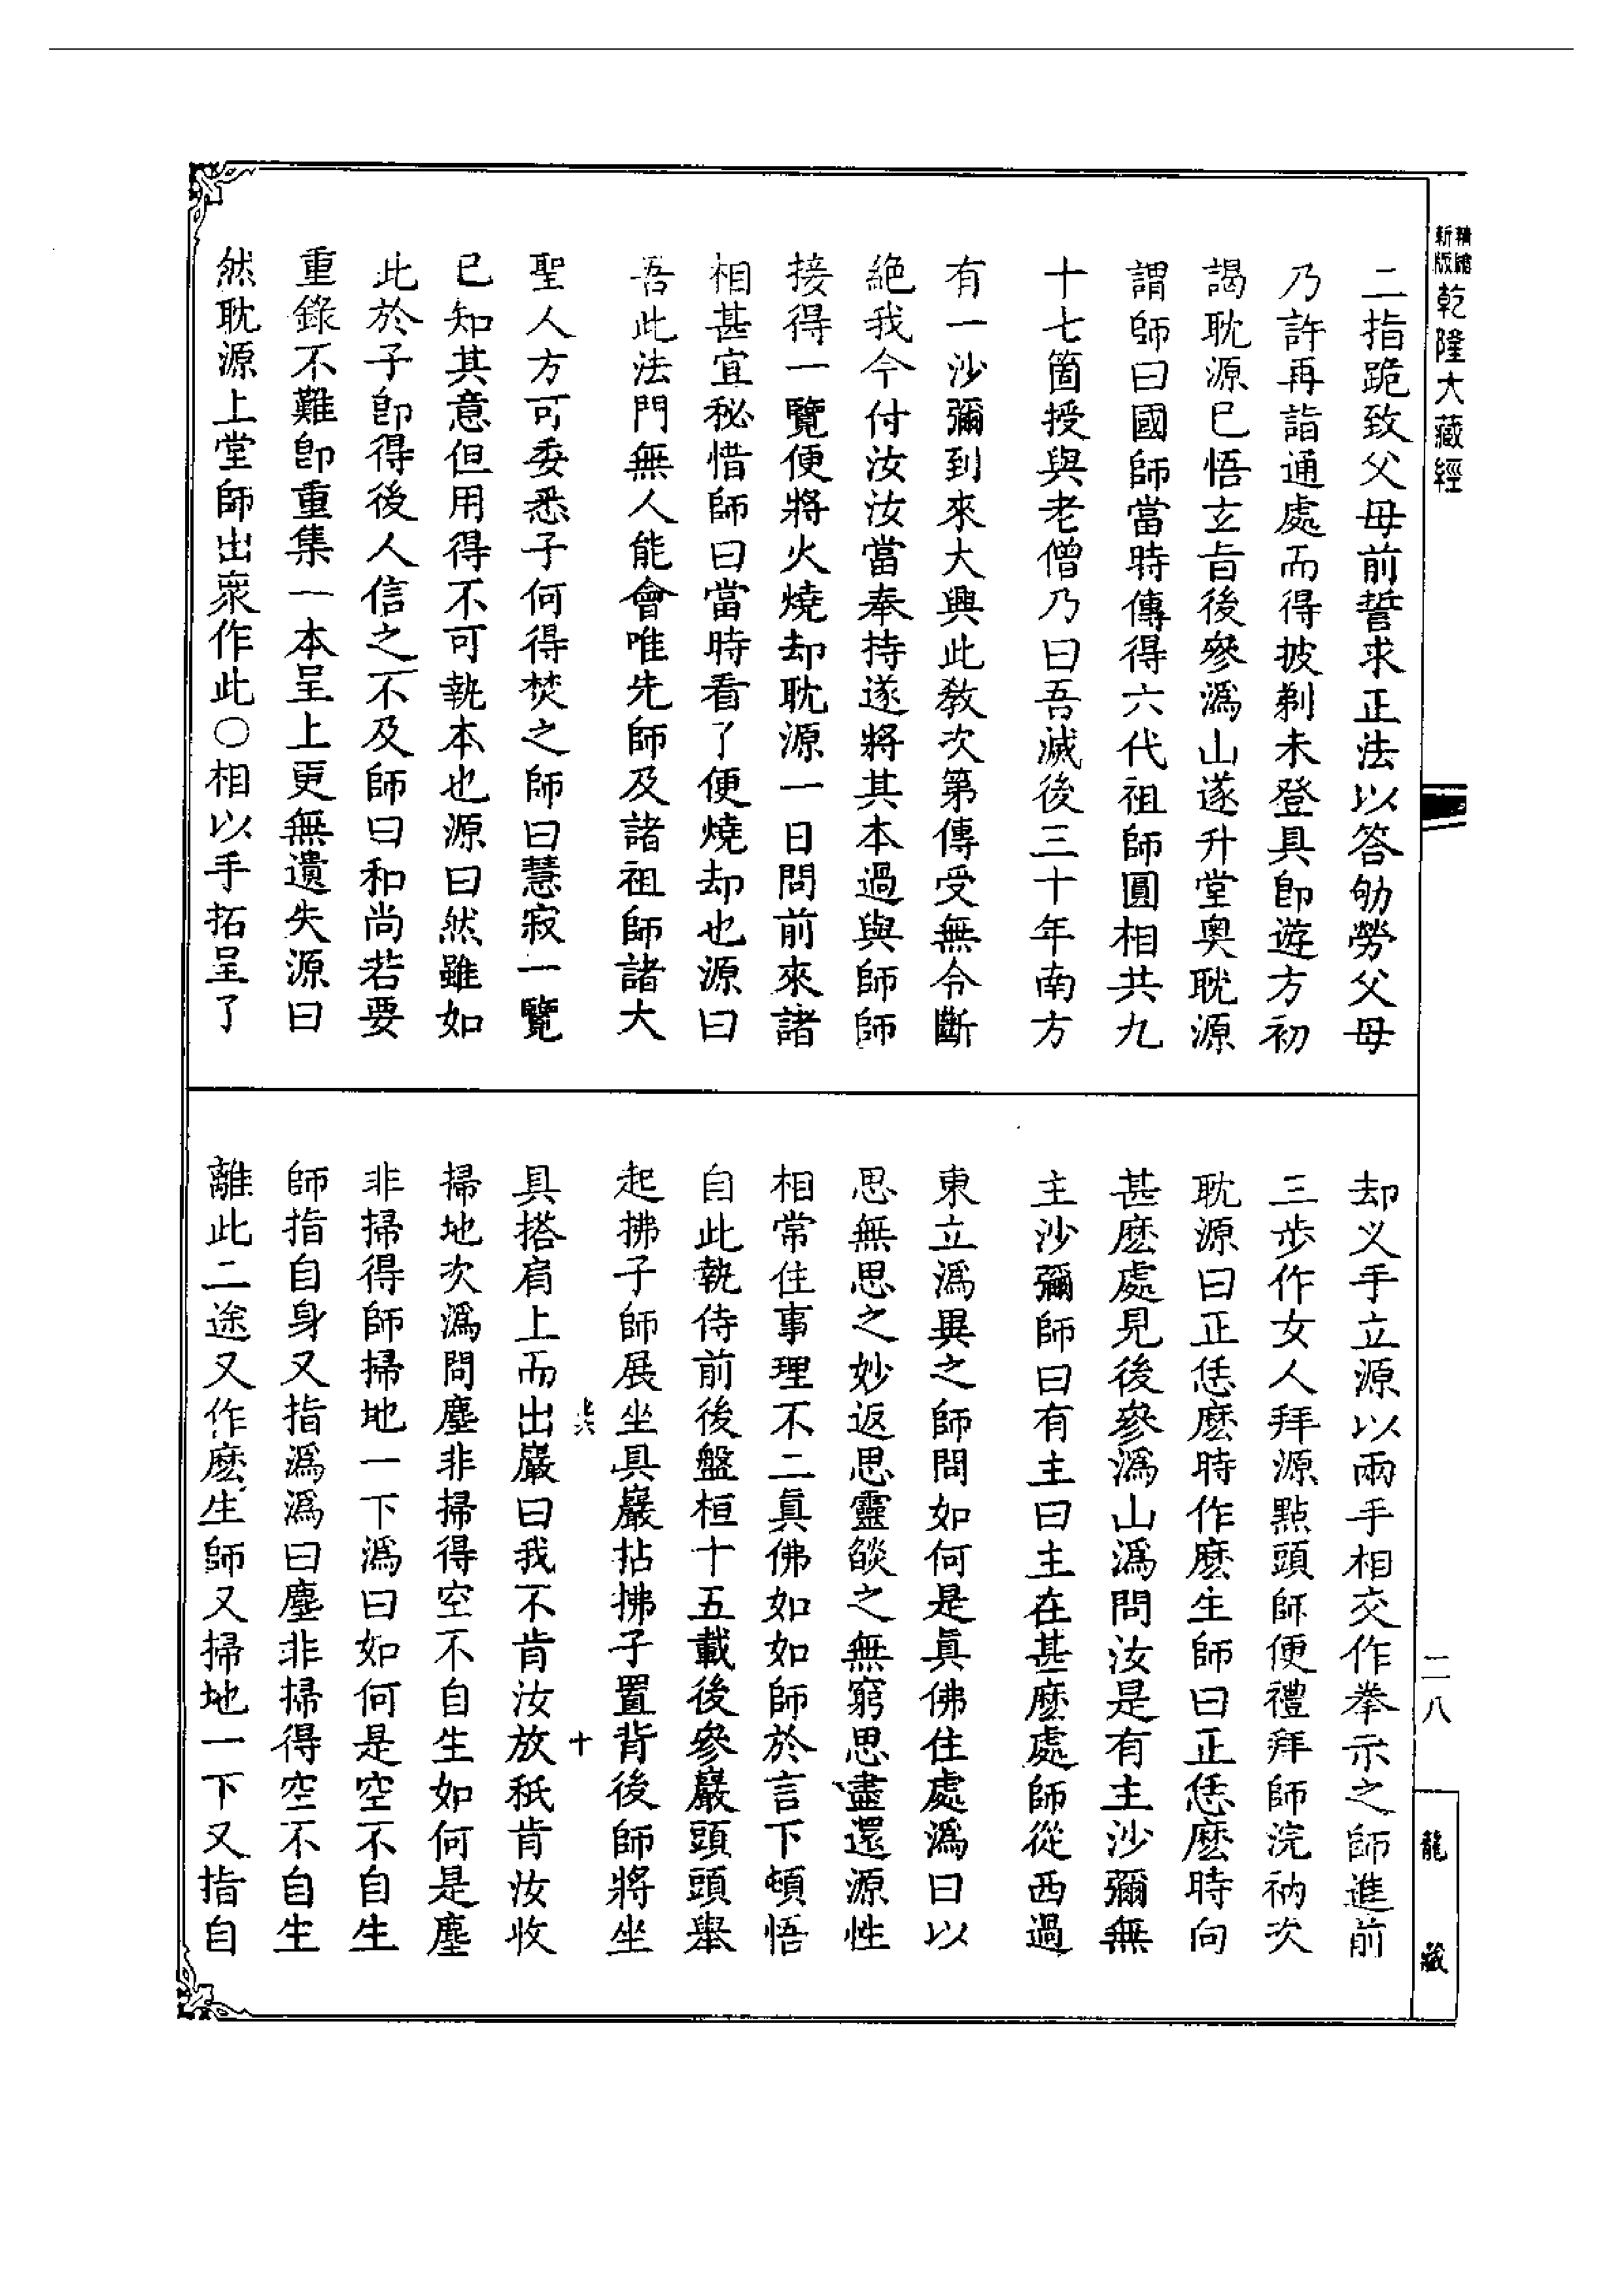 精縮新版乾隆大藏經
二八
龍藏
二指跪致父母前誓求正法以答劬勞父母
乃許再詣通處而得披剃未登具即遊方初
謁耽源已悟玄旨後參溈山遂升堂奧耽源
謂師曰國師當時傳得六代祖師圓相共九
十七箇授與老僧乃曰吾滅後三十年南方
有一沙彌到來大興此教次第傳受無令斷
絕我今付汝汝當奉持遂將其本過與師師
接得一覽便將火燒却耽源一日問前來諸
相甚宜秘惜師曰當時看了便燒却也源曰
吾此法門無人能會唯先師及諸祖師諸大
聖人方可委悉子何得焚之師曰慧寂一覽
已知其意但用得不可執本也源曰然雖如
此於子即得後人信之不及師曰和尚若要
重錄不難即重集一本呈上更無遺失源曰
然耽源上堂師出衆作此○相以手拓呈了
却义手立源以兩手相交作拳示之師進前
三步作女人拜源點頭師便禮拜師浣衲次
耽源曰正恁麽時作麽生師曰正恁麽時向
甚麽處見後參溈山溈問汝是有主沙彌無
主沙彌師曰有主曰主在甚麽處師從西過
東立溈異之師問如何是真佛住處溈曰以
思無思之妙返思靈燄之無窮思盡還源性
相常住事理不二真佛如如師於言下頓悟
自此執侍前後盤桓十五載後參巖頭頭舉
起拂子師展坐具巖拈拂子置背後師將坐
具搭肩上而出巖曰我不肯汝放秪肯汝收
十
掃地次溈問塵非掃得空不自生如何是塵
非掃得師掃地一下溈曰如何是空不自生
師指自身又指溈溈曰塵非掃得空不自生
離此二途又作麽生師又掃地一下又指自